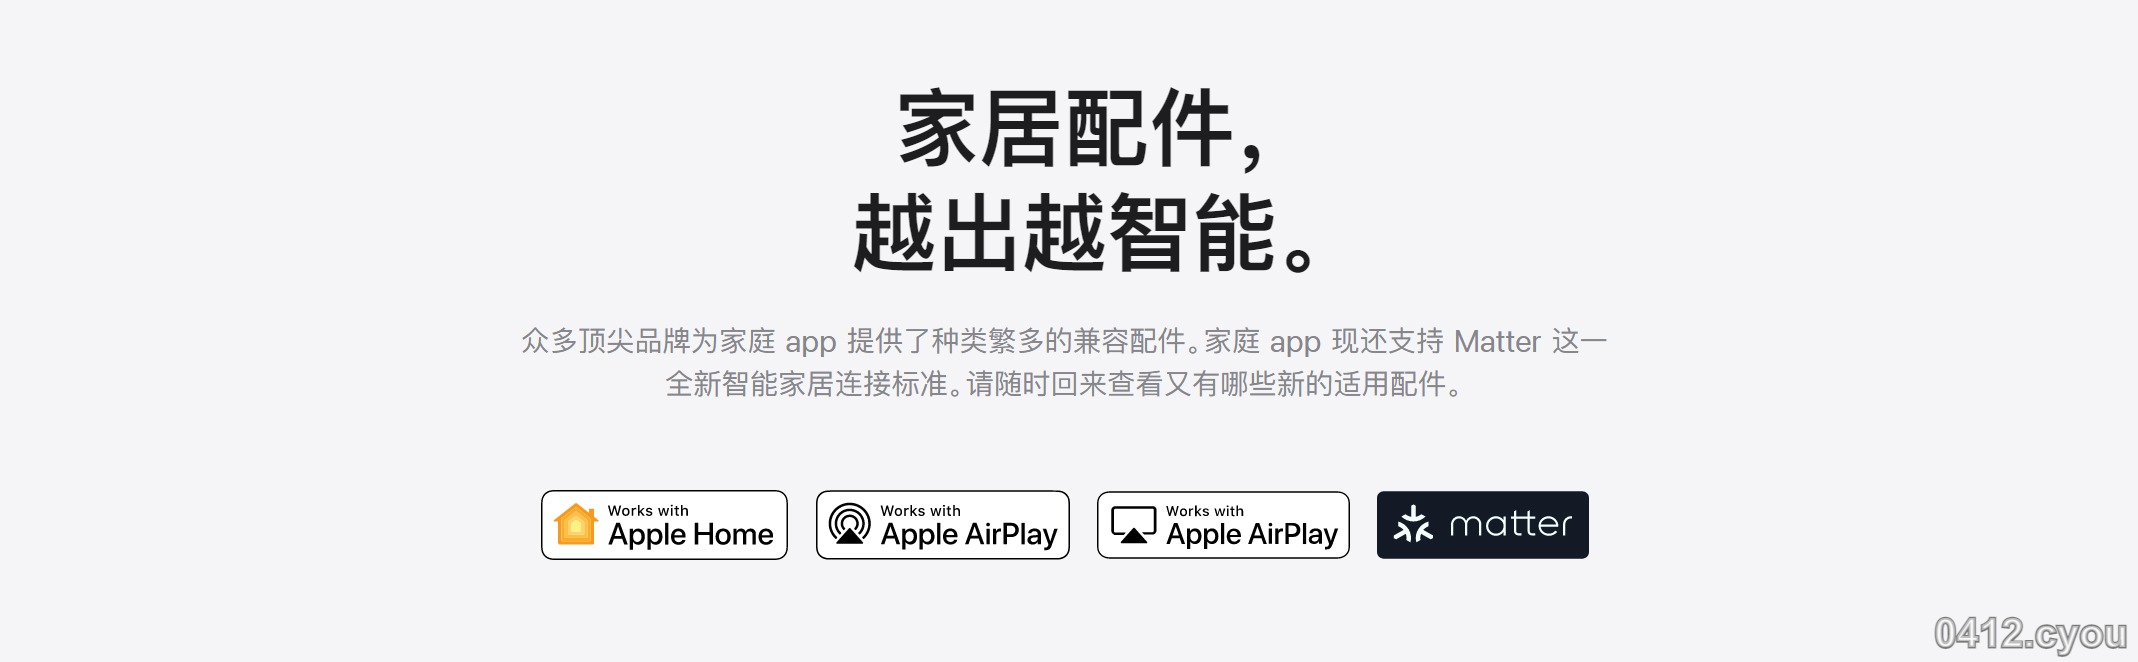 家居配件，
越出越智能。
众多顶尖品牌为家庭 app 提供了种类繁多的兼容配件。家庭 app 现还支持 Matter 这一
全新智能家居连接标准。请随时回来查看又有哪些新的适用配件。
Works with
Apple Home
Works with
Apple AirPlay
Works with
Apple AirPlay
matter
0412.cyou